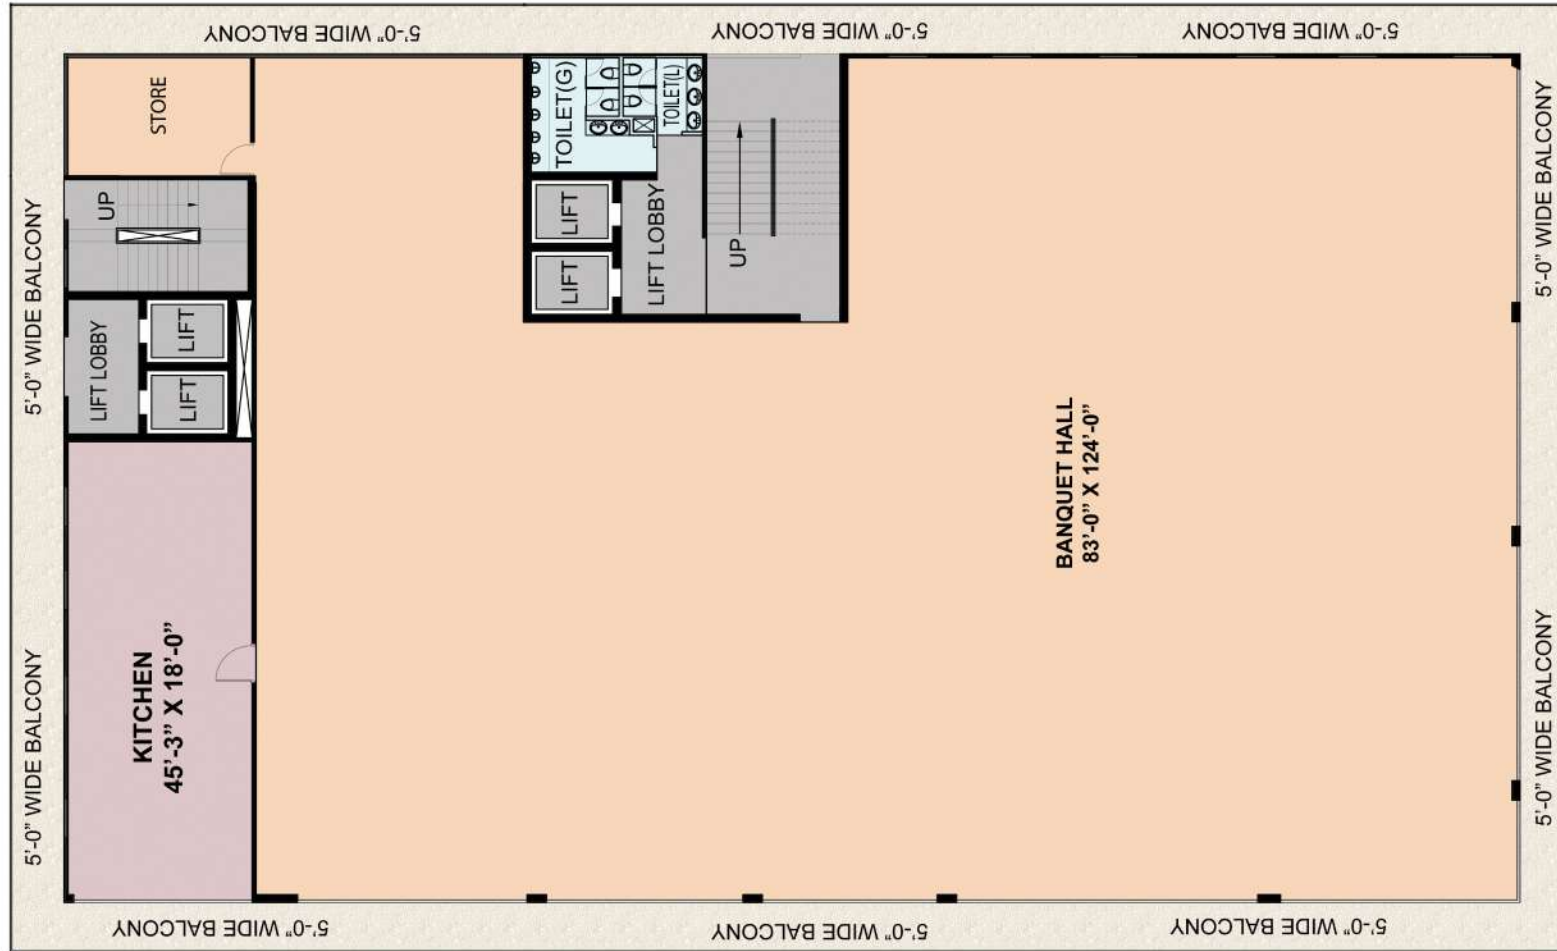 5'-0" WIDE BALCONY
5'-0" WIDE BALCONY
5'-0" WIDE BALCONY
STORE
TOILET(G)
TOILET(L)
5'-0" WIDE BALCONY
5'-0" WIDE BALCONY
UP
LIFT
LIFT
LIFT LOBBY
UP
LIFT LOBBY
LIFT
LIFT
BANQUET HALL
83'-0" X 124'-0"
KITCHEN
45'-3" X 18'-0"
5'-0" WIDE BALCONY
5'-0" WIDE BALCONY
5'-0" WIDE BALCONY
5'-0" WIDE BALCONY
5'-0" WIDE BALCONY